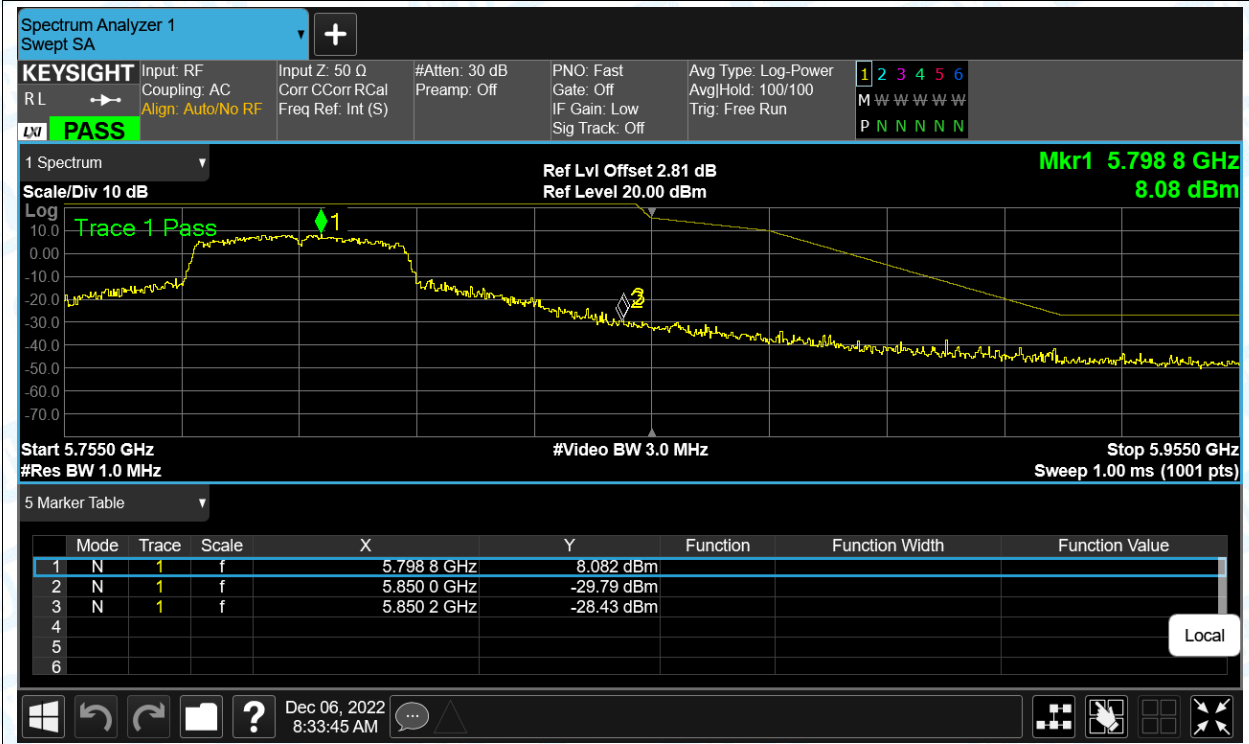 Spectrum Analyzer 1
Swept SA
+
KEYSIGHT
R L
LXI PASS
Input: RF
Coupling: AC
Align: Auto/No RF
Input Z: 50 Ω
Corr CCorr RCal
Freq Ref: Int (S)
#Atten: 30 dB
Preamp: Off
PNO: Fast
Gate: Off
IF Gain: Low
Sig Track: Off
Avg Type: Log-Power
Avg|Hold: 100/100
Trig: Free Run
1 2 3 4 5 6
M W W W W W
P N N N N N
1 Spectrum
Scale/Div 10 dB
Ref Lvl Offset 2.81 dB
Ref Level 20.00 dBm
Mkr1 5.798 8 GHz
8.08 dBm
Log
Trace 1 Pass
1
3
10.0
0.00
-10.0
-20.0
-30.0
-40.0
-50.0
-60.0
-70.0
Start 5.7550 GHz
#Res BW 1.0 MHz
#Video BW 3.0 MHz
Stop 5.9550 GHz
Sweep 1.00 ms (1001 pts)
5 Marker Table
Mode Trace Scale X Y Function Function Width Function Value
1 N 1 f 5.798 8 GHz 8.082 dBm
2 N 1 f 5.850 0 GHz -29.79 dBm
3 N 1 f 5.850 2 GHz -28.43 dBm
4
5
6
Local
?
Dec 06, 2022
8:33:45 AM